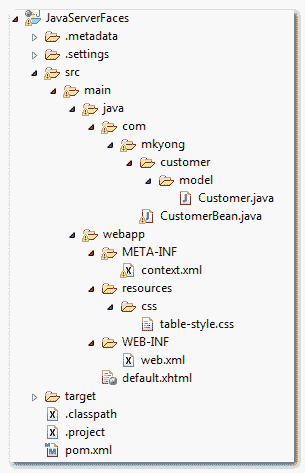 JavaServerFaces
.metadata
.settings
src
main
java
com
mkyong
customer
model
Customer.java
CustomerBean.java
webapp
META-INF
context.xml
resources
css
table-style.css
WEB-INF
web.xml
default.xhtml
target
.classpath
.project
pom.xml